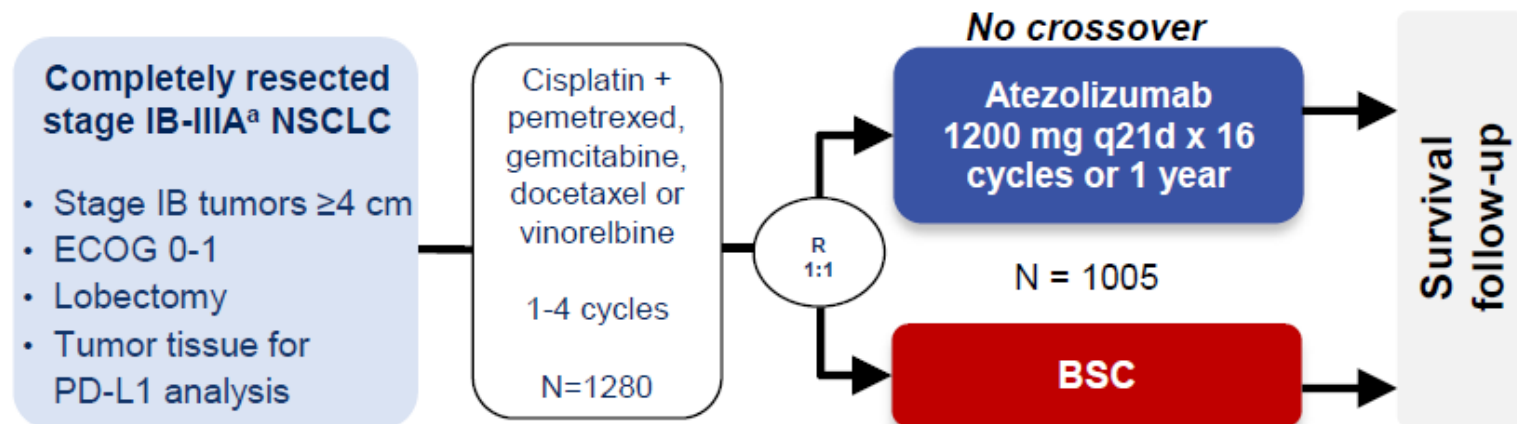 Completely resected
stage IB-IIIAᵃ NSCLC
• Stage IB tumors ≥4 cm
• ECOG 0-1
• Lobectomy
• Tumor tissue for
PD-L1 analysis
Cisplatin +
pemetrexed,
gemcitabine,
docetaxel or
vinorelbine
1-4 cycles
N=1280
R
1:1
No crossover
Atezolizumab
1200 mg q21d x 16
cycles or 1 year
N = 1005
BSC
Survival
follow-up